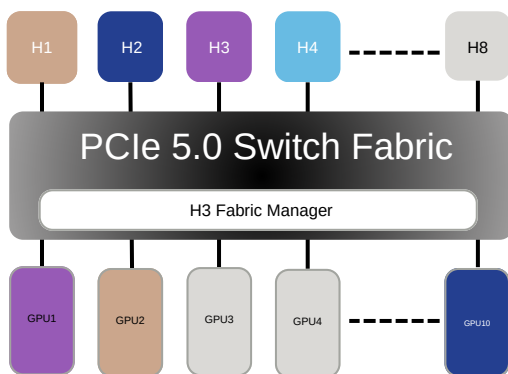 H1
H2
H3
H4
H8
PCIe 5.0 Switch Fabric
H3 Fabric Manager
GPU1
GPU2
GPU3
GPU4
GPU10